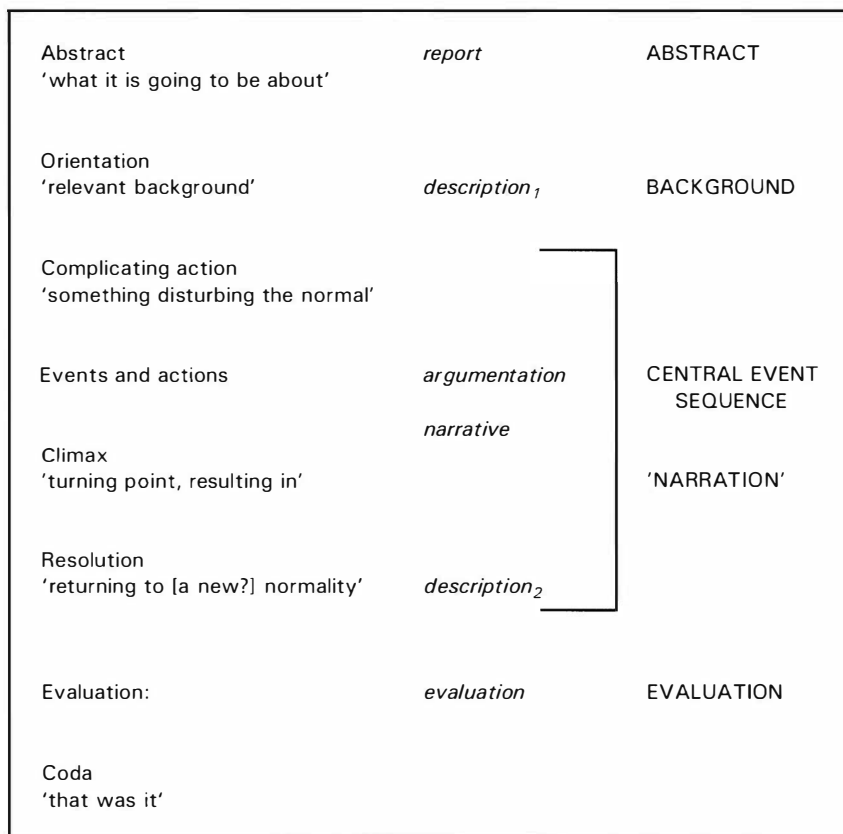 Abstract report ABSTRACT
‘what it is going to be about’
Orientation
‘relevant background’ description₁ BACKGROUND
Complicating action
‘something disturbing the normal’
Events and actions argumentation CENTRAL EVENT
SEQUENCE
narrative
Climax
‘turning point, resulting in’ ‘NARRATION’
Resolution
‘returning to [a new?] normality’ description₂
Evaluation: evaluation EVALUATION
Coda
‘that was it‘